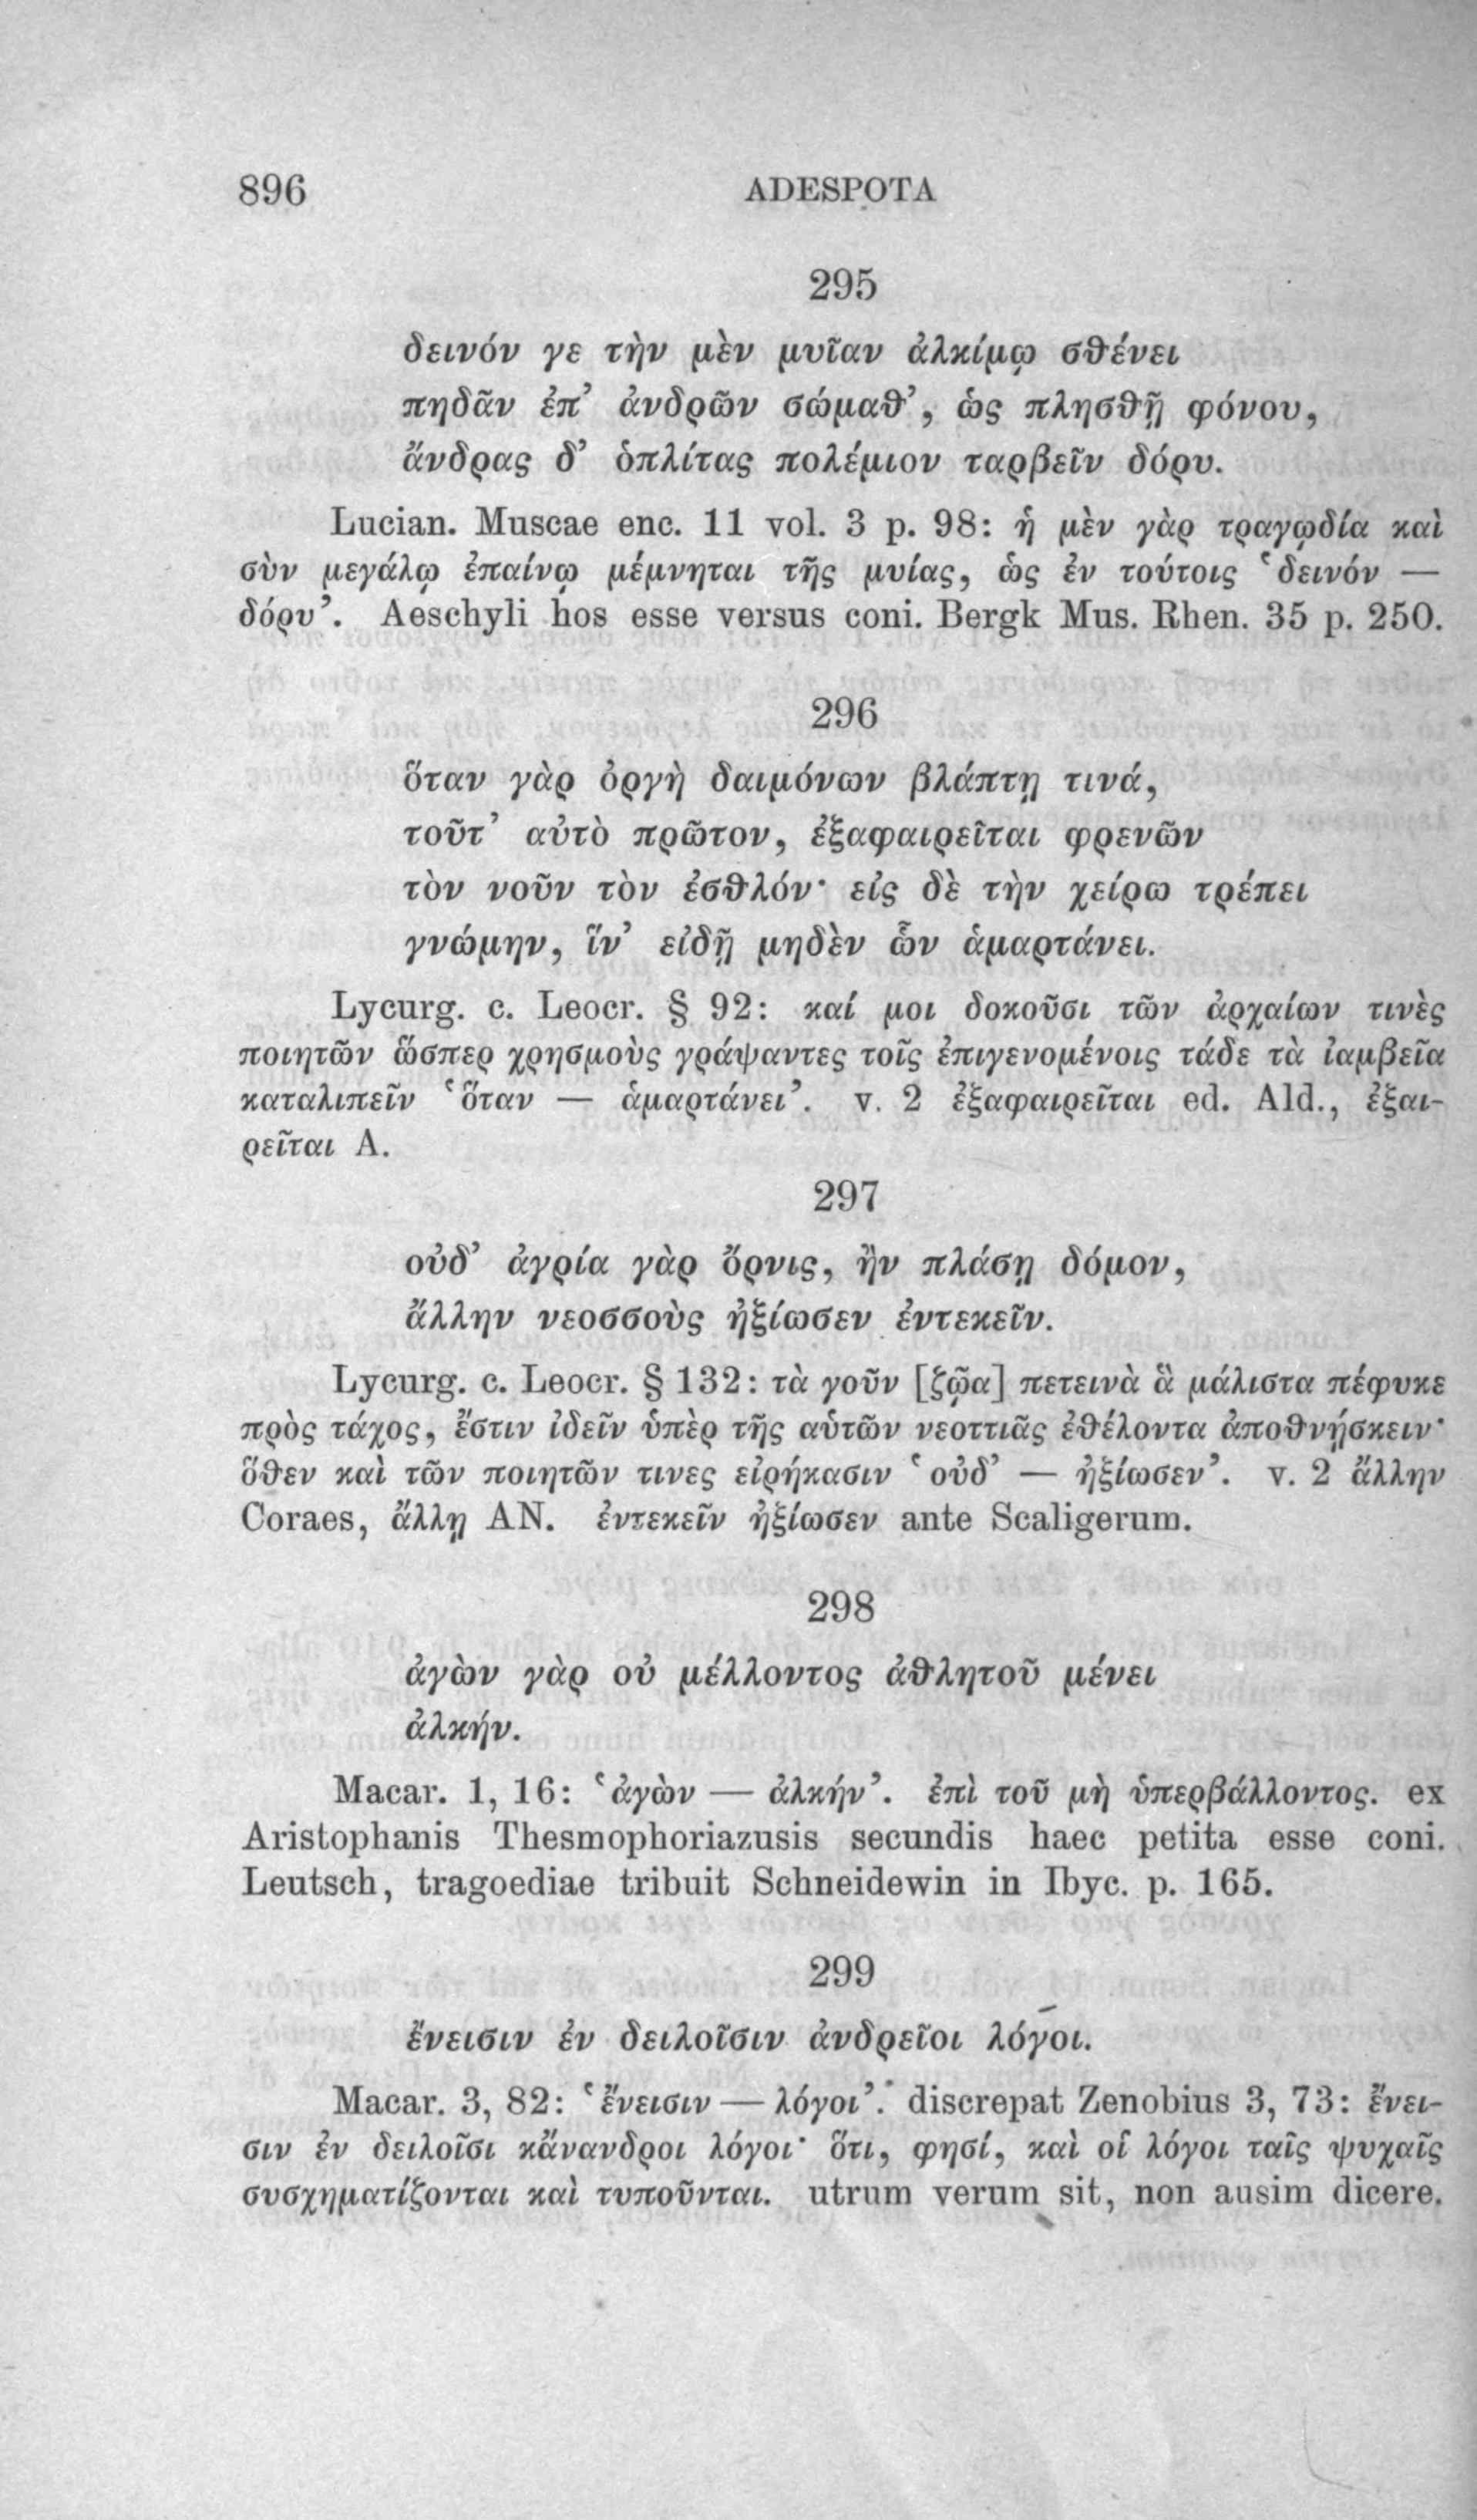 896 ADESPOTA
295
δεινόν γε τὴν μὲν μυῖαν ἀλκίμῳ σθένει
πηδᾶν ἐπ’ ἀνδρῶν σώμαθ’, ὡς πλησθῇ φόνου,
ἄνδρας δ’ ὁπλίτας πολέμιον ταρβεῖν δόρυ.
Lucian. Muscae enc. 11 vol. 3 p. 98: ἡ μὲν γὰρ τραγῳδία καὶ
σὺν μεγάλῳ ἐπαίνῳ μέμνηται τῆς μυίας, ὡς ἐν τούτοις ‘δεινόν —
δόρυ’. Aeschyli hos esse versus coni. Bergk Mus. Rhen. 35 p. 250.
296
ὅταν γὰρ ὀργὴ δαιμόνων βλάπτῃ τινά,
τοῦτ’ αὐτὸ πρῶτον, ἐξαφαιρεῖται φρενῶν
τὸν νοῦν τὸν ἐσθλόν· εἰς δὲ τὴν χείρω τρέπει
γνώμην, ἵν’ εἰδῇ μηδὲν ὧν ἁμαρτάνει.
Lycurg. c. Leocr. § 92: καί μοι δοκοῦσι τῶν ἀρχαίων τινὲς
ποιητῶν ὥσπερ χρησμοὺς γράψαντες τοῖς ἐπιγενομένοις τάδε τὰ ἰαμβεῖα
καταλιπεῖν ‘ὅταν — ἁμαρτάνει’. v. 2 ἐξαφαιρεῖται ed. Ald., ἐξαι-
ρεῖται A.
297
οὐδ’ ἀγρία γὰρ ὄρνις, ἢν πλάσῃ δόμον,
ἄλλην νεοσσοὺς ἠξίωσεν ἐντεκεῖν.
Lycurg. c. Leocr. § 132: τὰ γοῦν [ζῷα] πετεινὰ ἃ μάλιστα πέφυκε
πρὸς τάχος, ἔστιν ἰδεῖν ὑπὲρ τῆς αὑτῶν νεοττιᾶς ἐθέλοντα ἀποθνῄσκειν·
ὅθεν καὶ τῶν ποιητῶν τινες εἰρήκασιν ‘οὐδ’ — ἠξίωσεν’. v. 2 ἄλλην
Coraes, ἄλλῃ AN. ἐντεκεῖν ἠξίωσεν ante Scaligerum.
298
ἀγὼν γὰρ οὐ μέλλοντος ἀθλητοῦ μένει
ἀλκήν.
Macar. 1, 16: ‘ἀγὼν — ἀλκήν’. ἐπὶ τοῦ μὴ ὑπερβάλλοντος. ex
Aristophanis Thesmophoriazusis secundis haec petita esse coni.
Leutsch, tragoediae tribuit Schneidewin in Ibyc. p. 165.
299
ἔνεισιν ἐν δειλοῖσιν ἀνδρεῖοι λόγοι.
Macar. 3, 82: ‘ἔνεισιν — λόγοι’. discrepat Zenobius 3, 73: ἔνει-
σιν ἐν δειλοῖσι κἄνανδροι λόγοι· ὅτι, φησί, καὶ οἱ λόγοι ταῖς ψυχαῖς
συσχηματίζονται καὶ τυποῦνται. utrum verum sit, non ausim dicere.